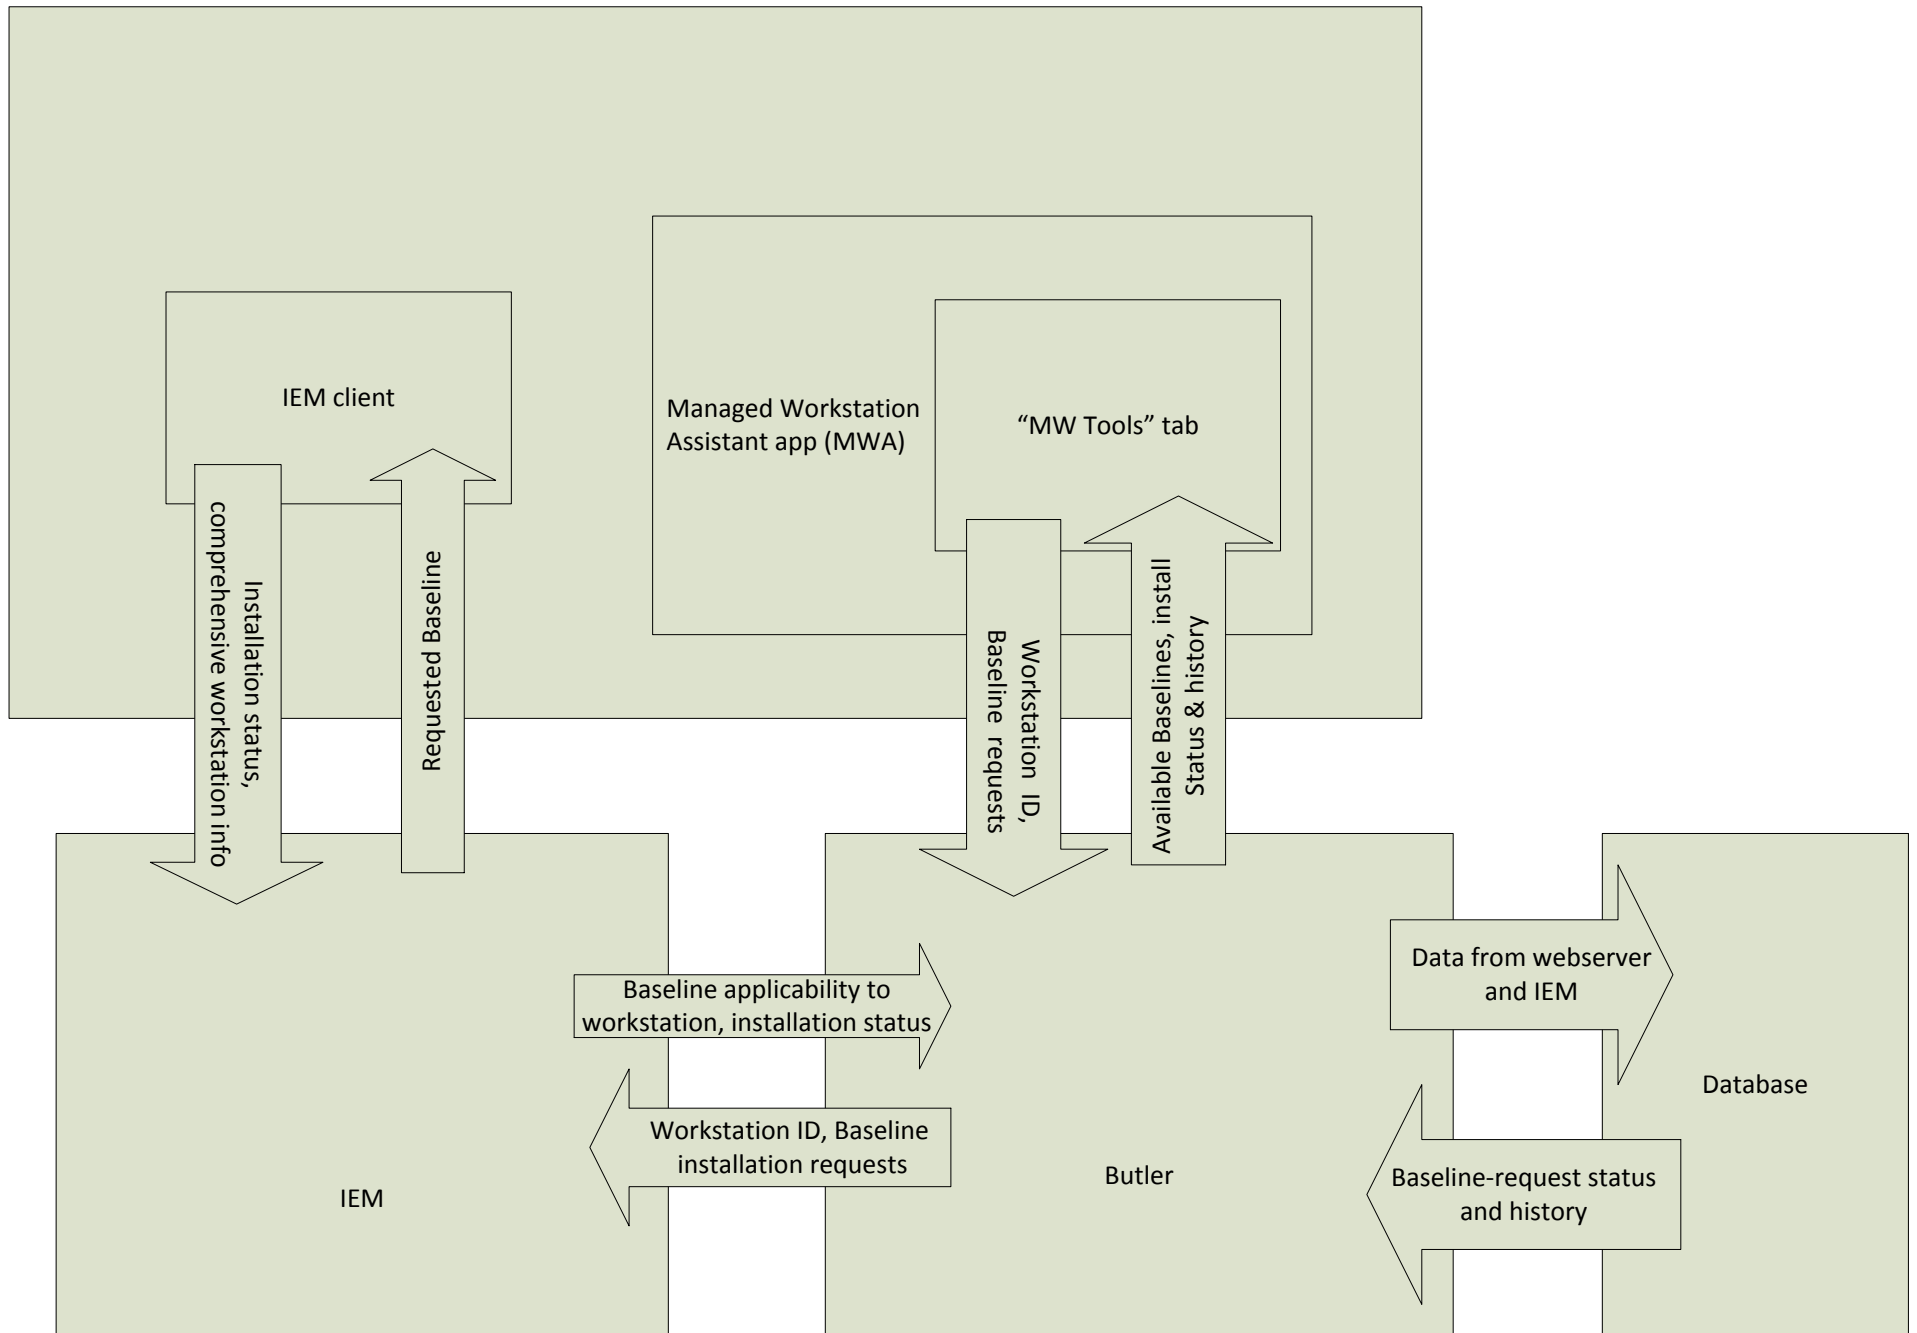 IEM client
Managed Workstation
Assistant app (MWA)
“MW Tools” tab
Installation status,
comprehensive workstation info
Requested Baseline
Workstation  ID,
Baseline  requests
Available Baselines, install
Status & history
Baseline applicability to
workstation, installation status
Workstation ID, Baseline
installation requests
Data from webserver
and IEM
Baseline-request status
and history
IEM
Butler
Database